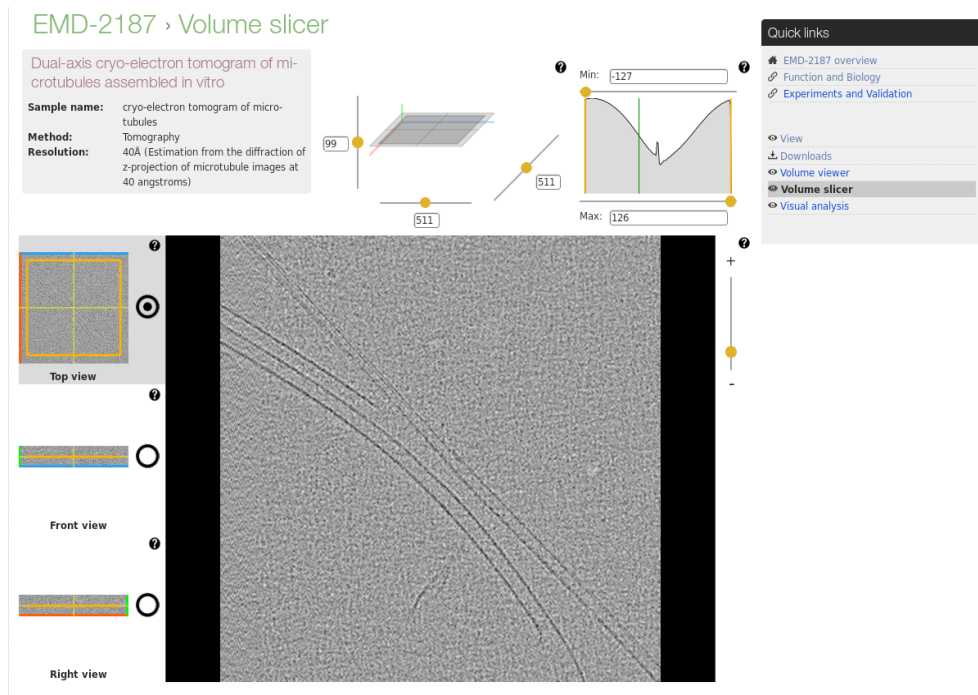 EMD-2187 › Volume slicer
Dual-axis cryo-electron tomogram of mi-
crotubules assembled in vitro
Sample name: cryo-electron tomogram of micro-
tubules
Method: Tomography
Resolution: 40Å (Estimation from the diffraction of
z-projection of microtubule images at
40 angstroms)
99
511
511
?
Min: -127
?
Max: 126
Quick links
EMD-2187 overview
Function and Biology
Experiments and Validation
View
Downloads
Volume viewer
Volume slicer
Visual analysis
?
Top view
?
Front view
?
Right view
?
+
-